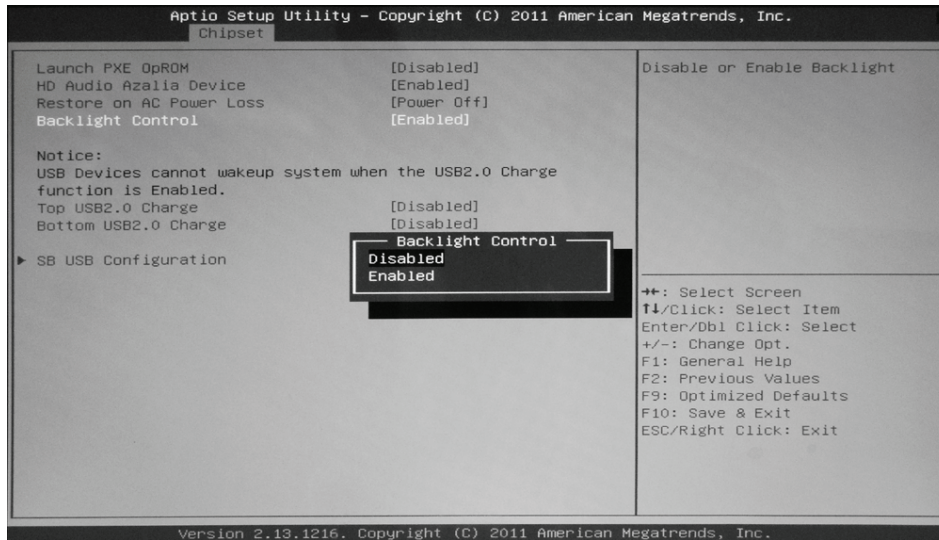 Aptio Setup Utility – Copyright (C) 2011 American Megatrends, Inc.
Chipset
Launch PXE OpROM [Disabled]
HD Audio Azalia Device [Enabled]
Restore on AC Power Loss [Power Off]
Backlight Control [Enabled]
Notice:
USB Devices cannot wakeup system when the USB2.0 Charge
function is Enabled.
Top USB2.0 Charge [Disabled]
Bottom USB2.0 Charge [Disabled]
▶ SB USB Configuration
Backlight Control
Disabled
Enabled
Disable or Enable Backlight
→←: Select Screen
↑↓/Click: Select Item
Enter/Dbl Click: Select
+/-: Change Opt.
F1: General Help
F2: Previous Values
F9: Optimized Defaults
F10: Save & Exit
ESC/Right Click: Exit
Version 2.13.1216. Copyright (C) 2011 American Megatrends, Inc.